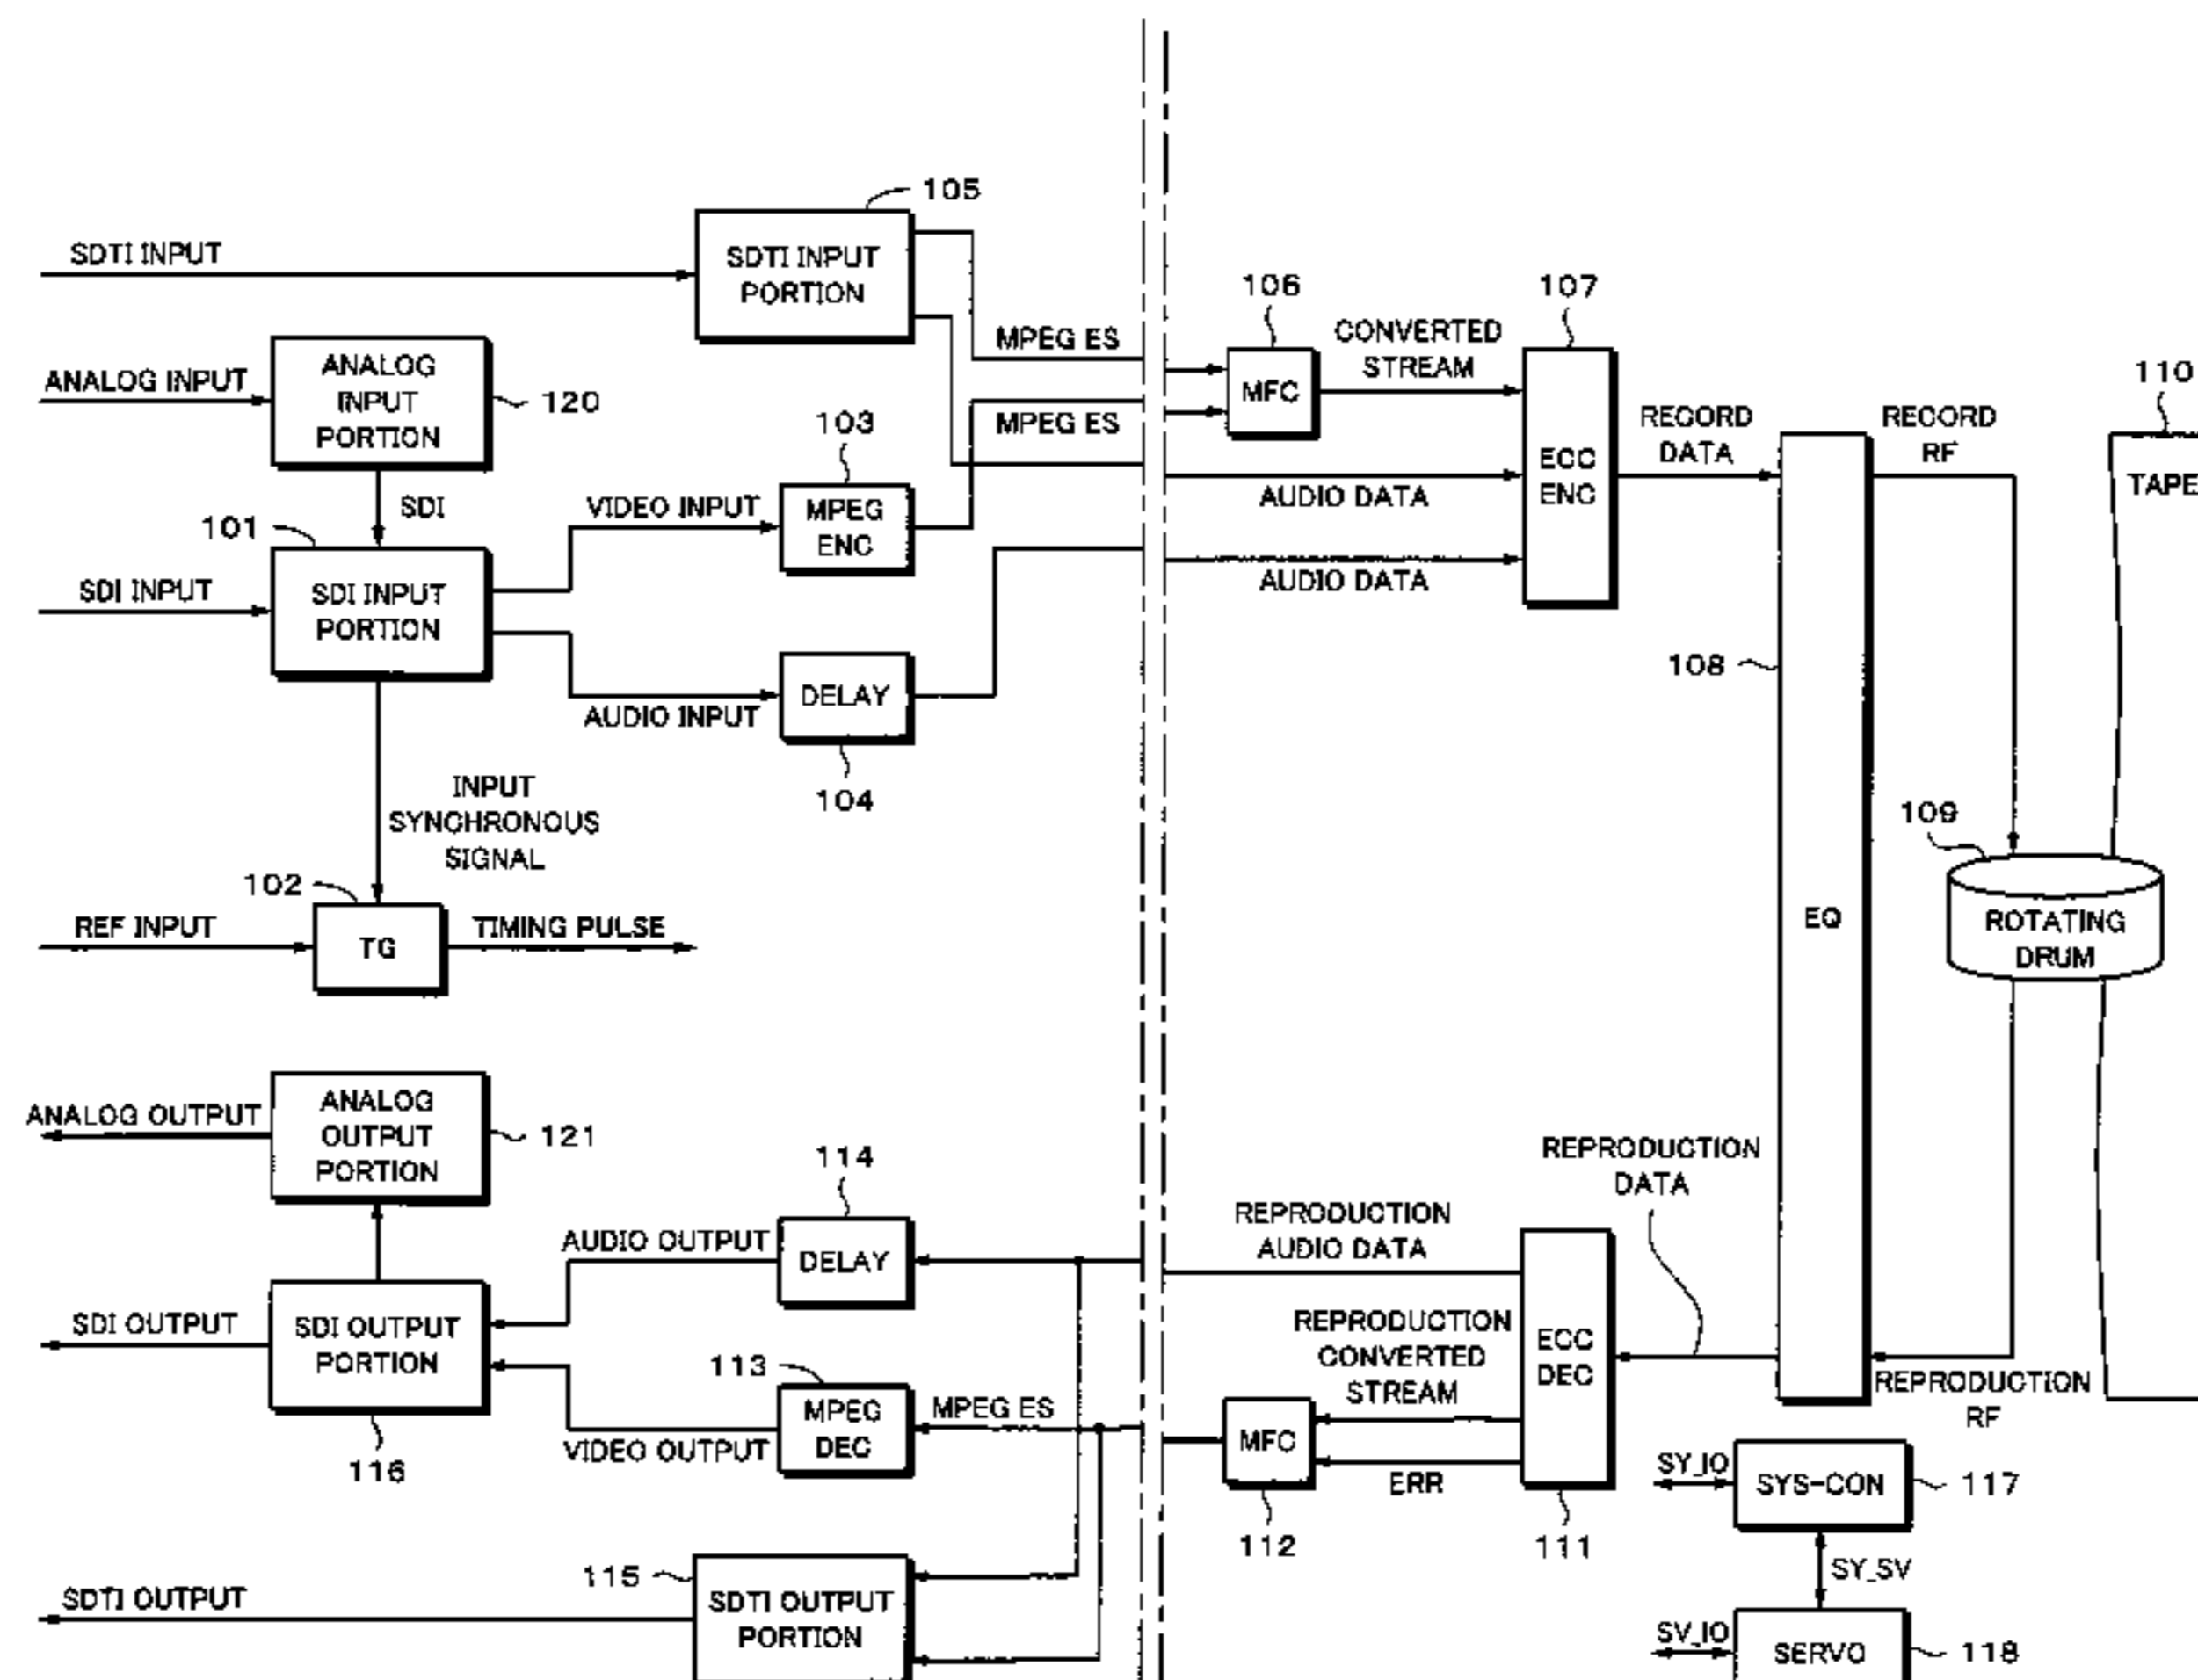 105
SDTI INPUT
SDTI INPUT
PORTION
106
107
MPEG ES
CONVERTED
STREAM
ANALOG INPUT
ANALOG
INPUT
PORTION
120
MFC
110
103
MPEG ES
RECORD
DATA
RECORD
RF
ECC
ENC
TAPE
AUDIO DATA
101
SDI
VIDEO INPUT
MPEG
ENC
SDI INPUT
SDI INPUT
PORTION
AUDIO DATA
108
AUDIO INPUT
DELAY
104
INPUT
SYNCHRONOUS
SIGNAL
109
102
REF INPUT
TG
TIMING PULSE
EQ
ROTATING
DRUM
ANALOG OUTPUT
ANALOG
OUTPUT
PORTION
121
114
REPRODUCTION
DATA
AUDIO OUTPUT
DELAY
REPRODUCTION
AUDIO DATA
SDI OUTPUT
SDI OUTPUT
PORTION
REPRODUCTION
CONVERTED
STREAM
ECC
DEC
113
MPEG
DEC
MPEG ES
REPRODUCTION
RF
VIDEO OUTPUT
116
MFC
ERR
SY_IO
SYS-CON
117
112
111
115
SY_SV
SDTI OUTPUT
SDTI OUTPUT
PORTION
SV_IO
SERVO
118